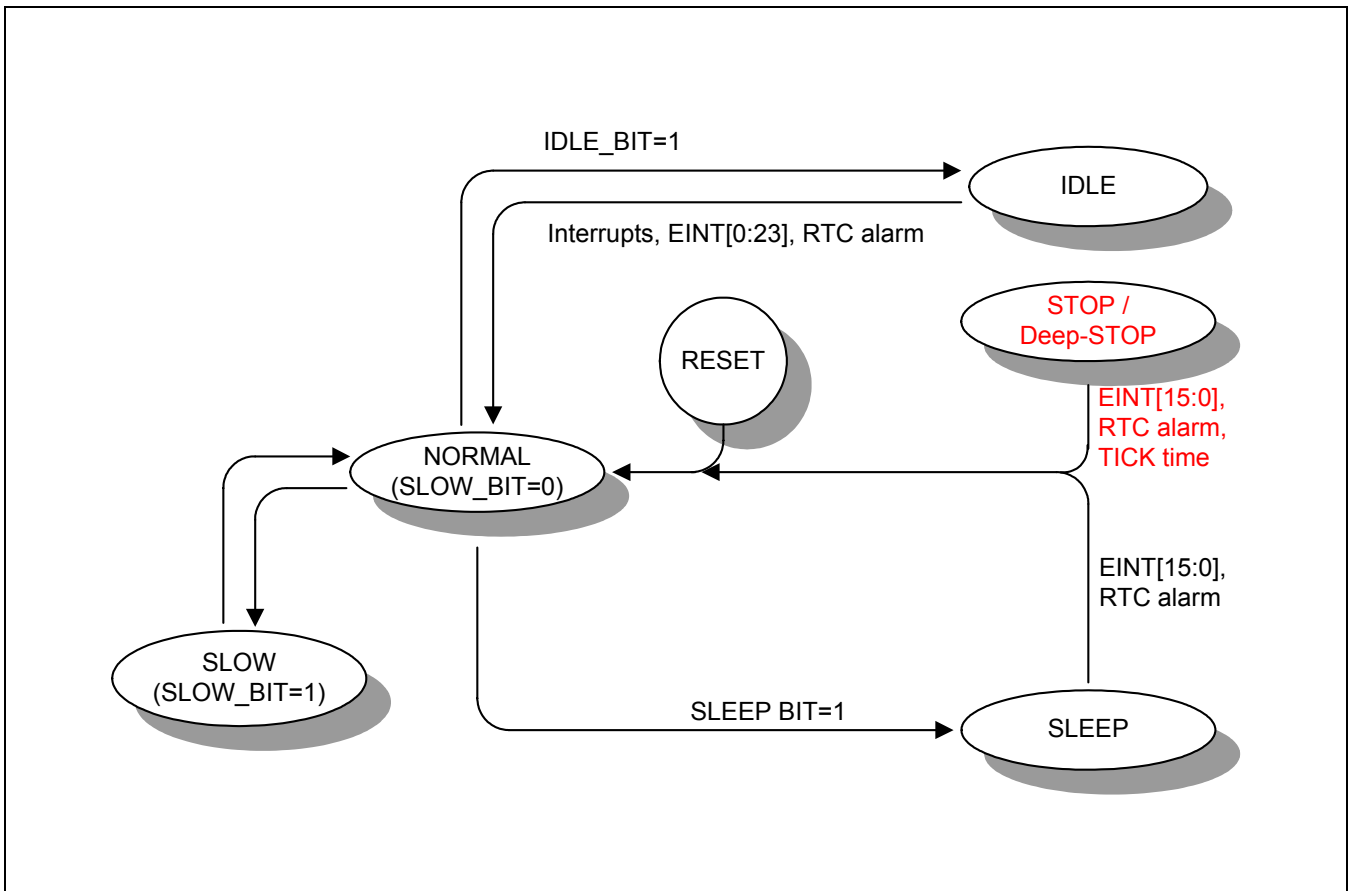 IDLE_BIT=1
IDLE
Interrupts, EINT[0:23], RTC alarm
STOP /
Deep-STOP
RESET
EINT[15:0],
RTC alarm,
TICK time
NORMAL
(SLOW_BIT=0)
EINT[15:0],
RTC alarm
SLOW
(SLOW_BIT=1)
SLEEP BIT=1
SLEEP